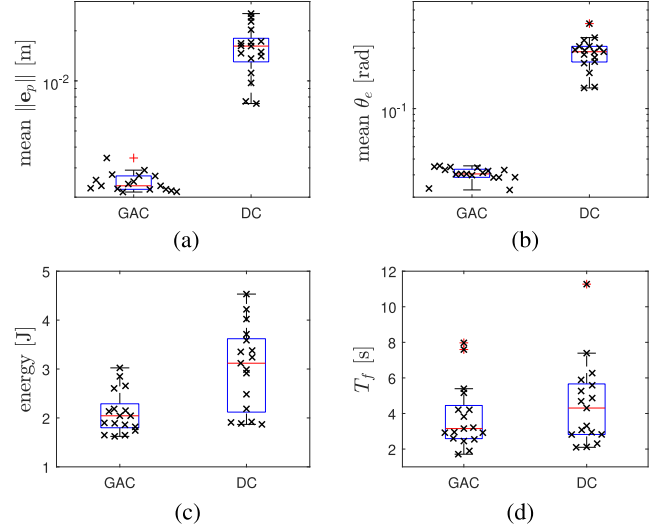 mean ||e_p|| [m]
10^-2
GAC
DC
(a)
mean θ_e [rad]
10^-1
GAC
DC
(b)
energy [J]
5
4
3
2
1
GAC
DC
(c)
T_f [s]
12
10
8
6
4
2
GAC
DC
(d)